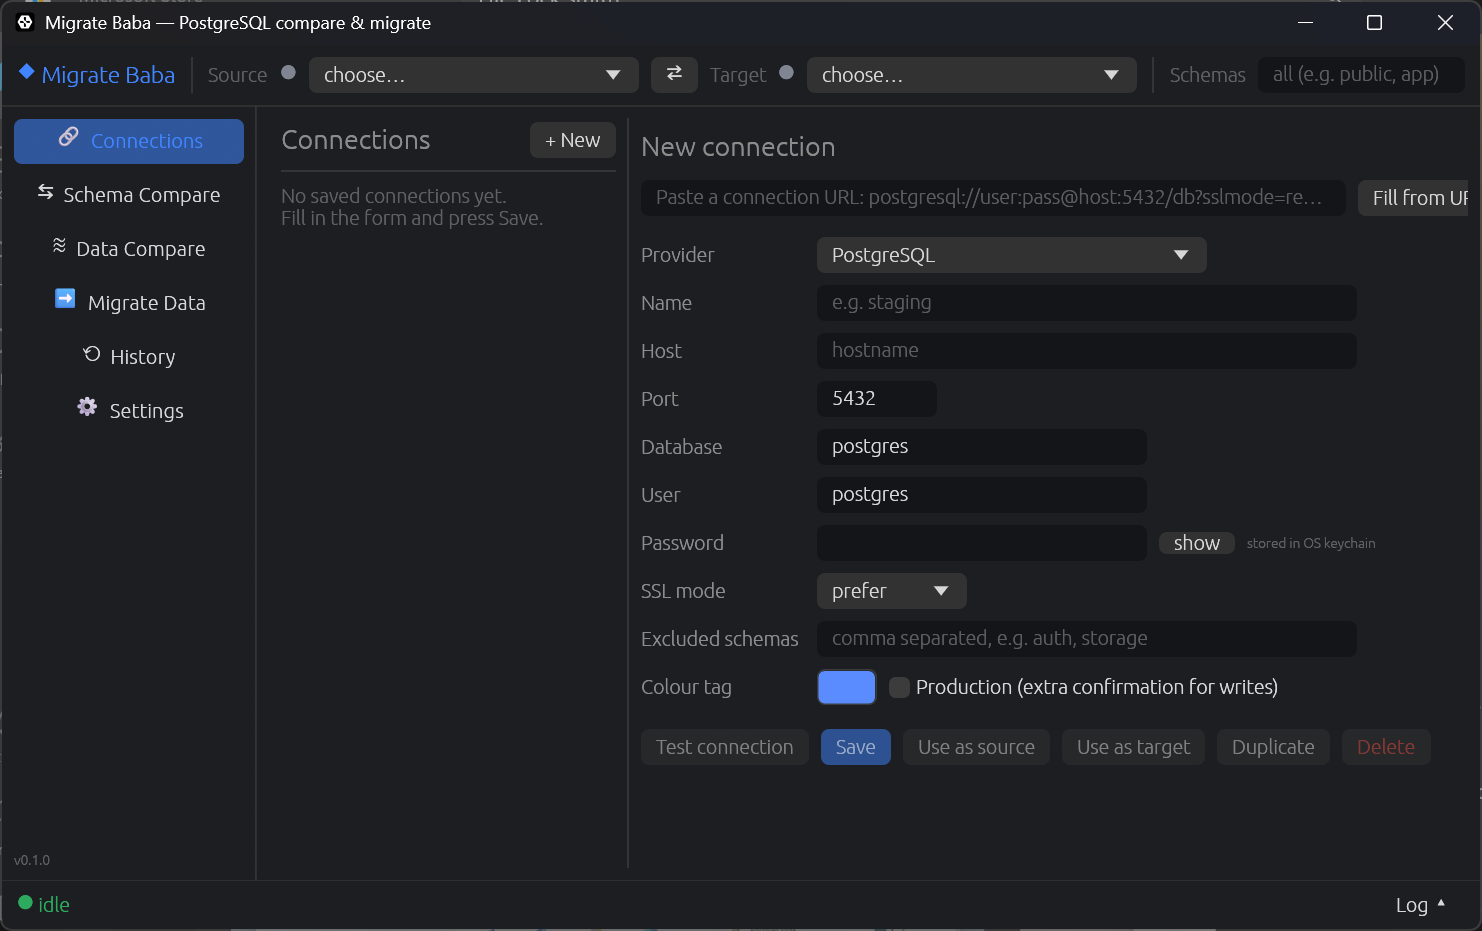 Migrate Baba — PostgreSQL compare & migrate
Migrate Baba
Source
choose...
Target
choose...
Schemas
all (e.g. public, app)
Connections
Schema Compare
Data Compare
Migrate Data
History
Settings
v0.1.0
Connections
+ New
No saved connections yet.
Fill in the form and press Save.
New connection
Paste a connection URL: postgresql://user:pass@host:5432/db?sslmode=re...
Fill from UR
Provider
PostgreSQL
Name
e.g. staging
Host
hostname
Port
5432
Database
postgres
User
postgres
Password
show
stored in OS keychain
SSL mode
prefer
Excluded schemas
comma separated, e.g. auth, storage
Colour tag
Production (extra confirmation for writes)
Test connection
Save
Use as source
Use as target
Duplicate
Delete
idle
Log